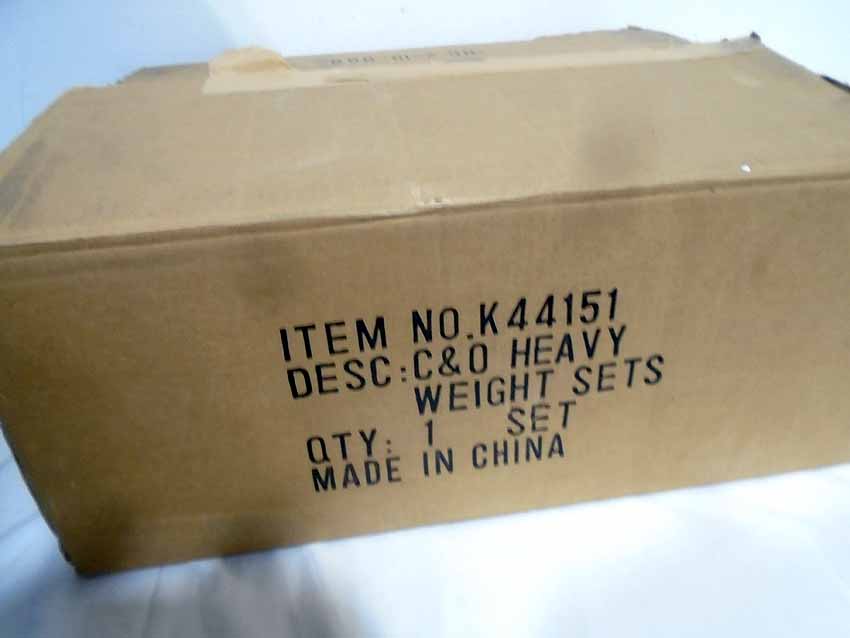 ITEM NO.K44151
DESC:C&O HEAVY
WEIGHT SETS
QTY: 1 SET
MADE IN CHINA